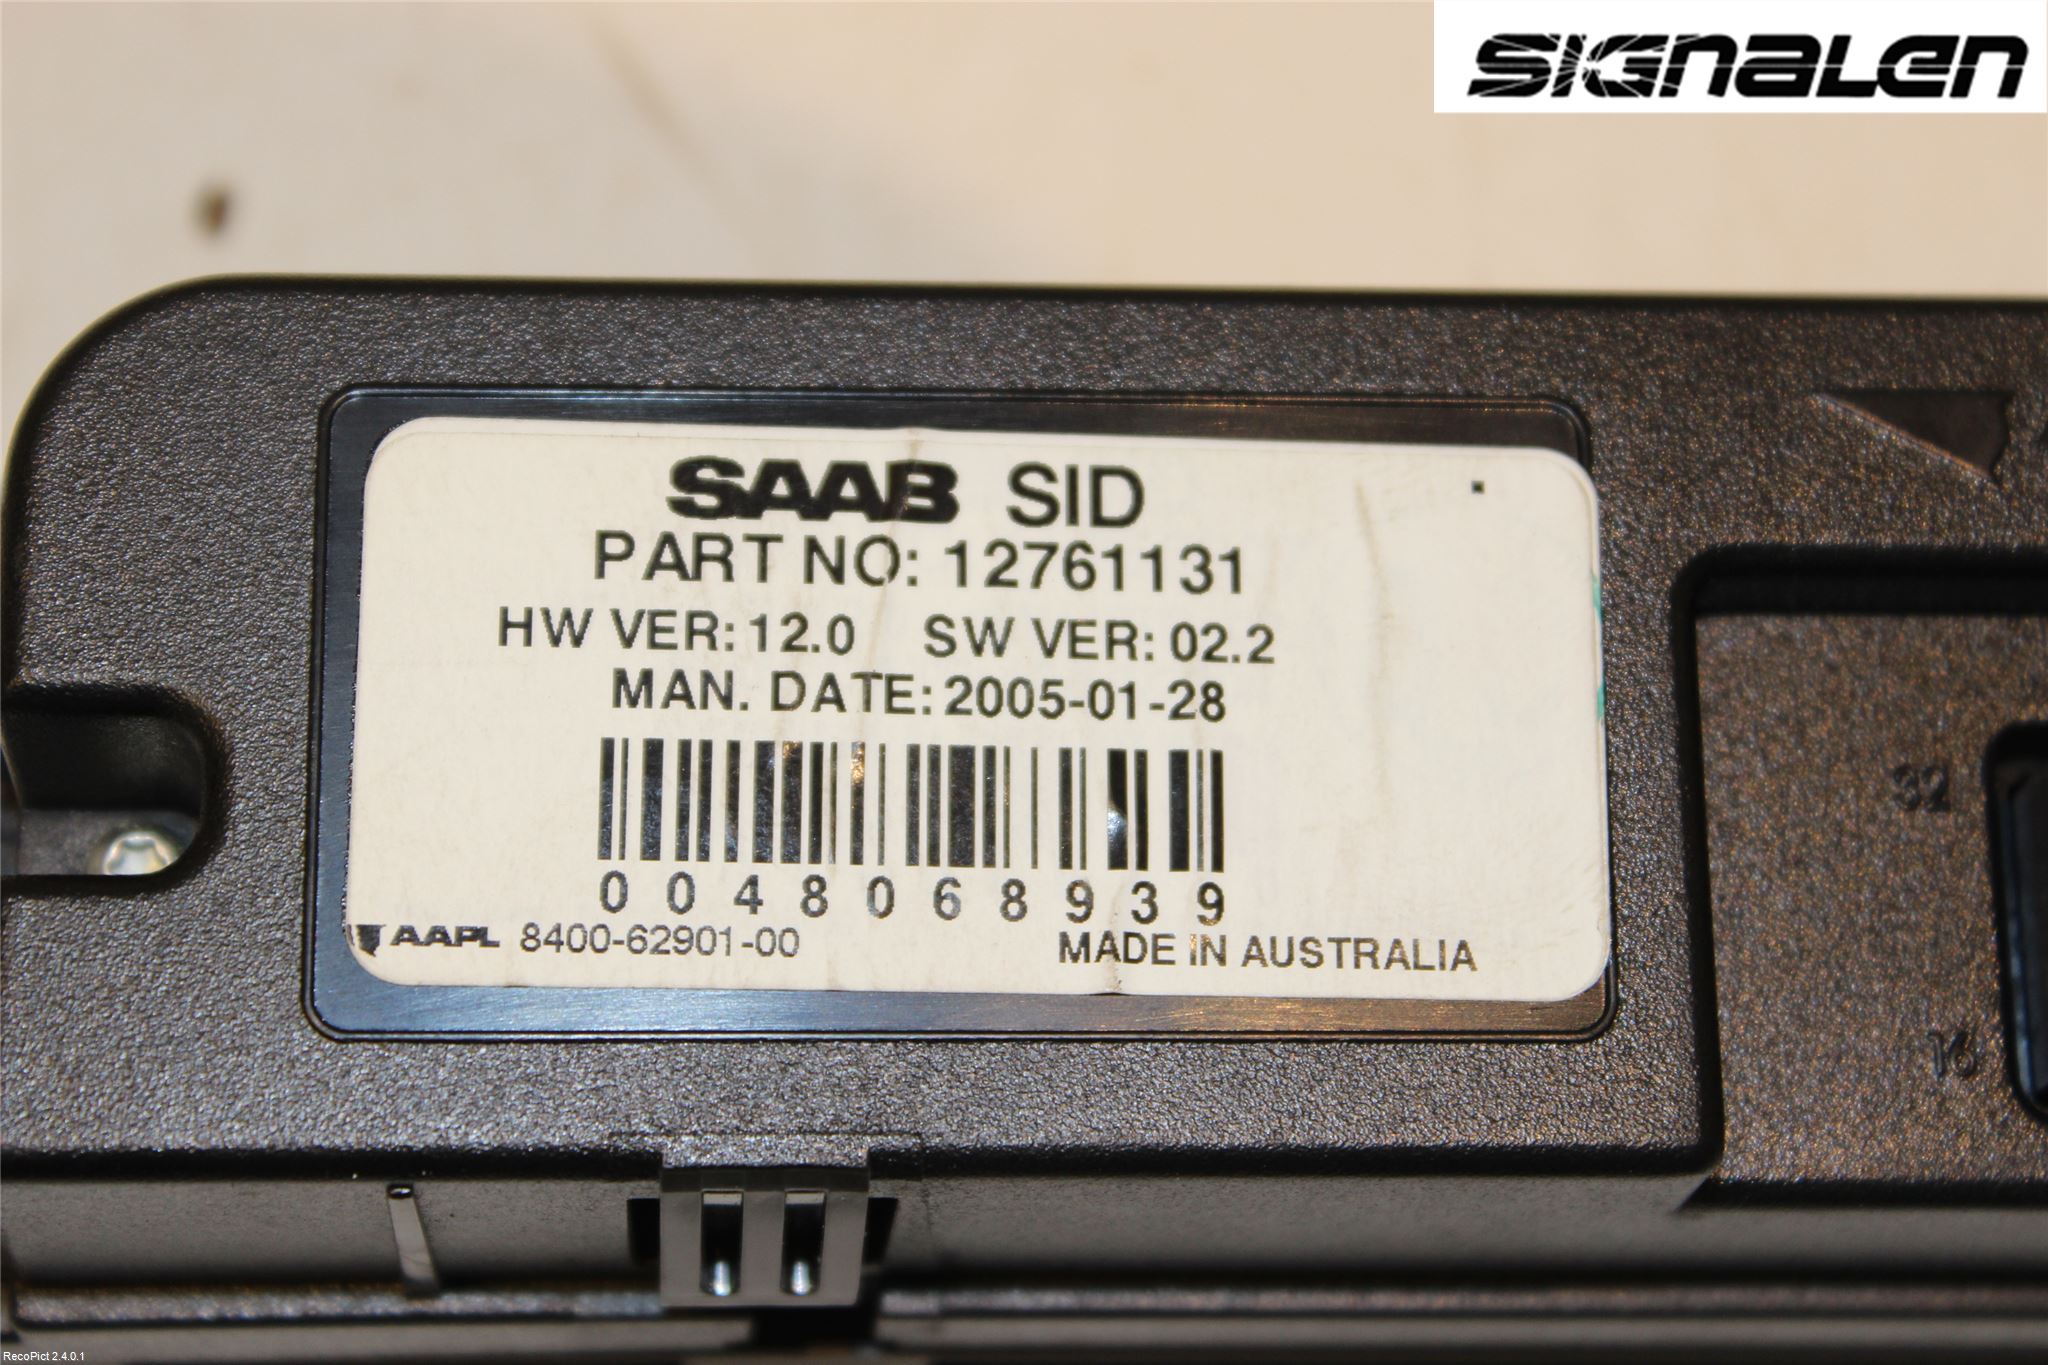 SIGNALEN
SAAB SID
PART NO: 12761131
HW VER: 12.0 SW VER: 02.2
MAN. DATE: 2005-01-28
0048068939
AAPL 8400-62901-00 MADE IN AUSTRALIA
32
16
RecoPict 2.4.0.1